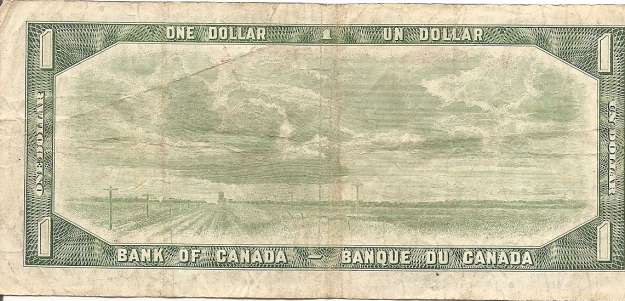 ONE DOLLAR 1 UN DOLLAR
1 1
ONE DOLLAR UN DOLLAR
1 1
BANK OF CANADA — BANQUE DU CANADA